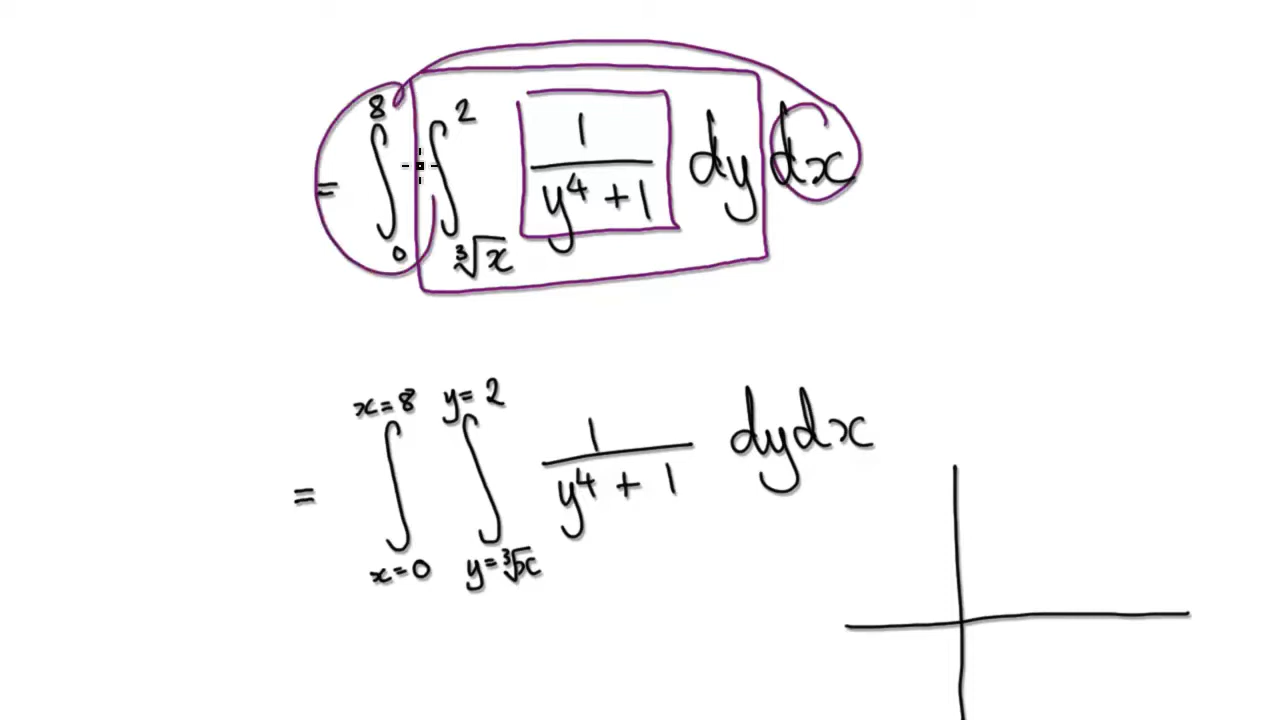 = ∫₀⁸ ∫_{∛x}² 1/(y⁴ + 1) dy dx
= ∫_{x=0}^{x=8} ∫_{y=∛x}^{y=2} 1/(y⁴ + 1) dy dx